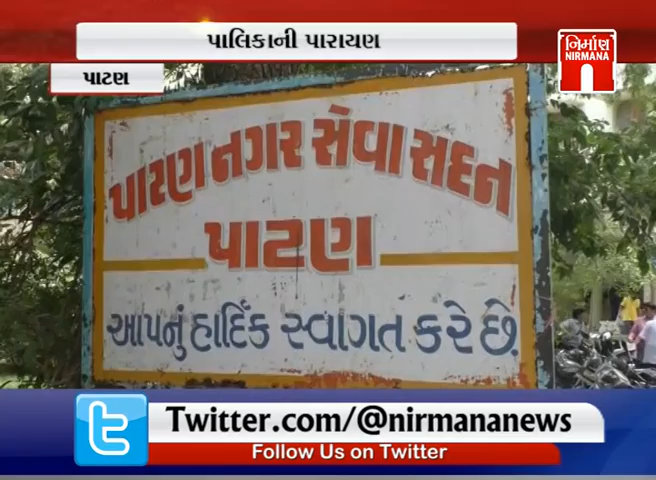 પાલિકાની પારાયણ
નિર્માણ
NIRMANA
પાટણ
પાટણ નગર સેવા સદન
પાટણ
આપનું હાર્દિક સ્વાગત કરે છે.
Twitter.com/@nirmananews
Follow Us on Twitter